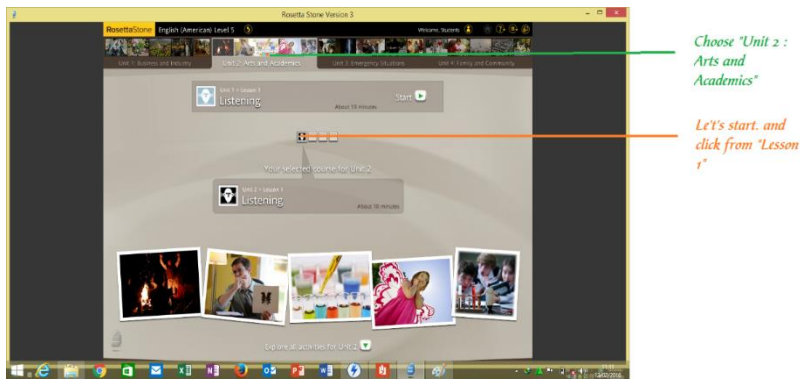 Rosetta Stone Version 3
RosettaStone English (American) Level 5 Welcome, Students
Unit 1: Business and Industry Unit 2: Arts and Academics Unit 3: Emergency Situations Unit 4: Family and Community
Unit 1 • Lesson 1
Listening
About 10 minutes
Start
Your selected course for Unit 2
Unit 2 • Lesson 1
Listening
About 10 minutes
Explore all activities for Unit 2
Choose "Unit 2 :
Arts and
Academics"
Le't's start. and
click from "Lesson
1"